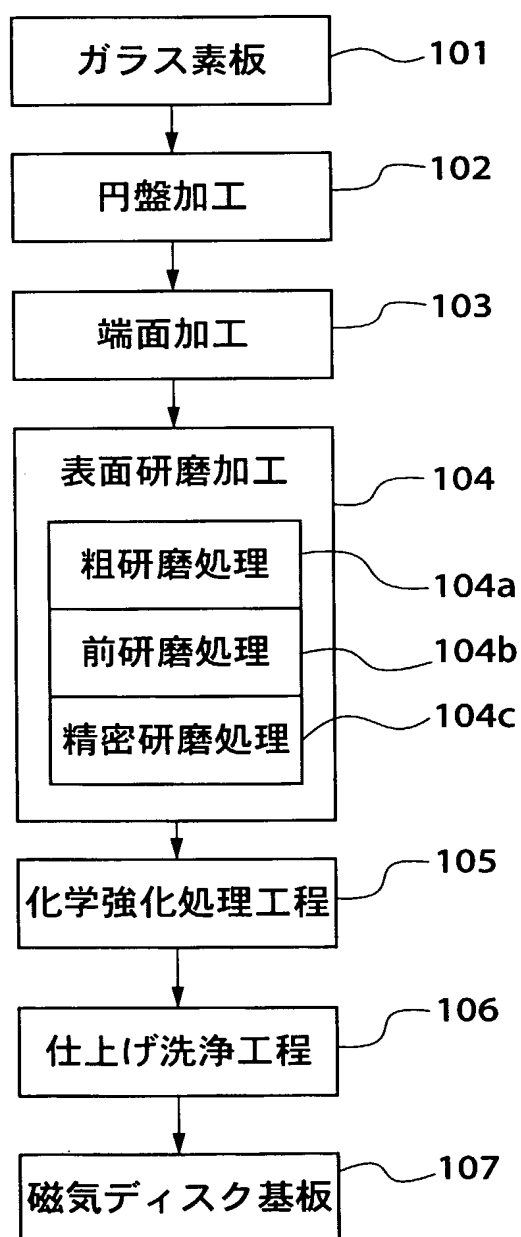 ガラス素板
101
円盤加工
102
端面加工
103
表面研磨加工
104
粗研磨処理
104a
前研磨処理
104b
精密研磨処理
104c
化学強化処理工程
105
仕上げ洗浄工程
106
磁気ディスク基板
107